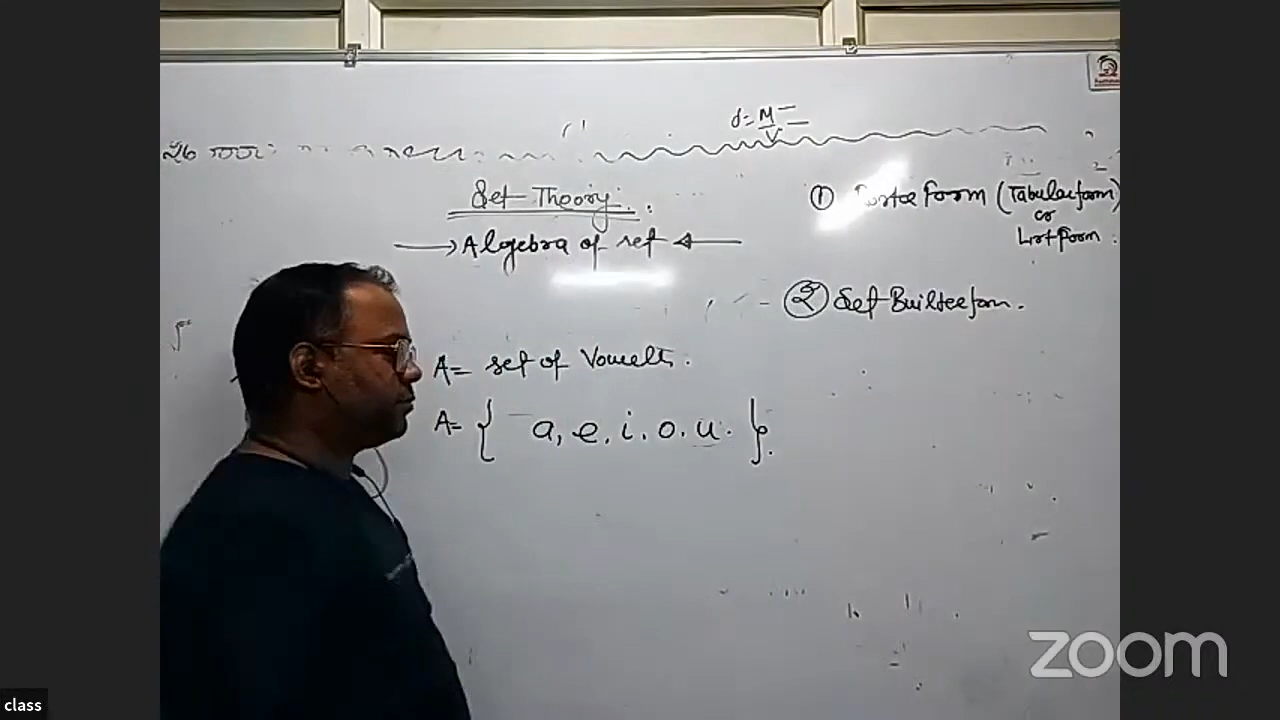 d = M/V
Set Theory
Algebra of set
① Form (Tabular form)
or
List form.
② Set Builder form.
A = set of Vowels.
A = { a, e, i, o. u. }.
zoom
class